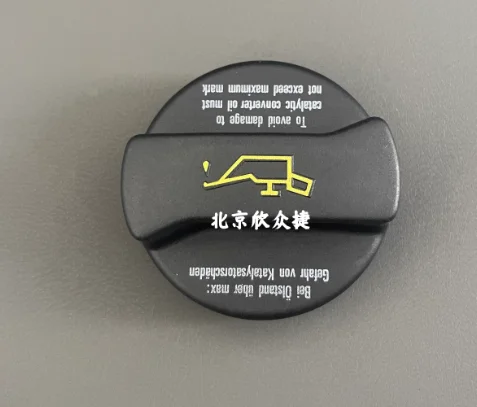 Bei Ölstand über max:
Gefahr von Katalysatorschäden
北京欣众捷
To avoid damage to
catalytic converter oil must
not exceed maximum mark